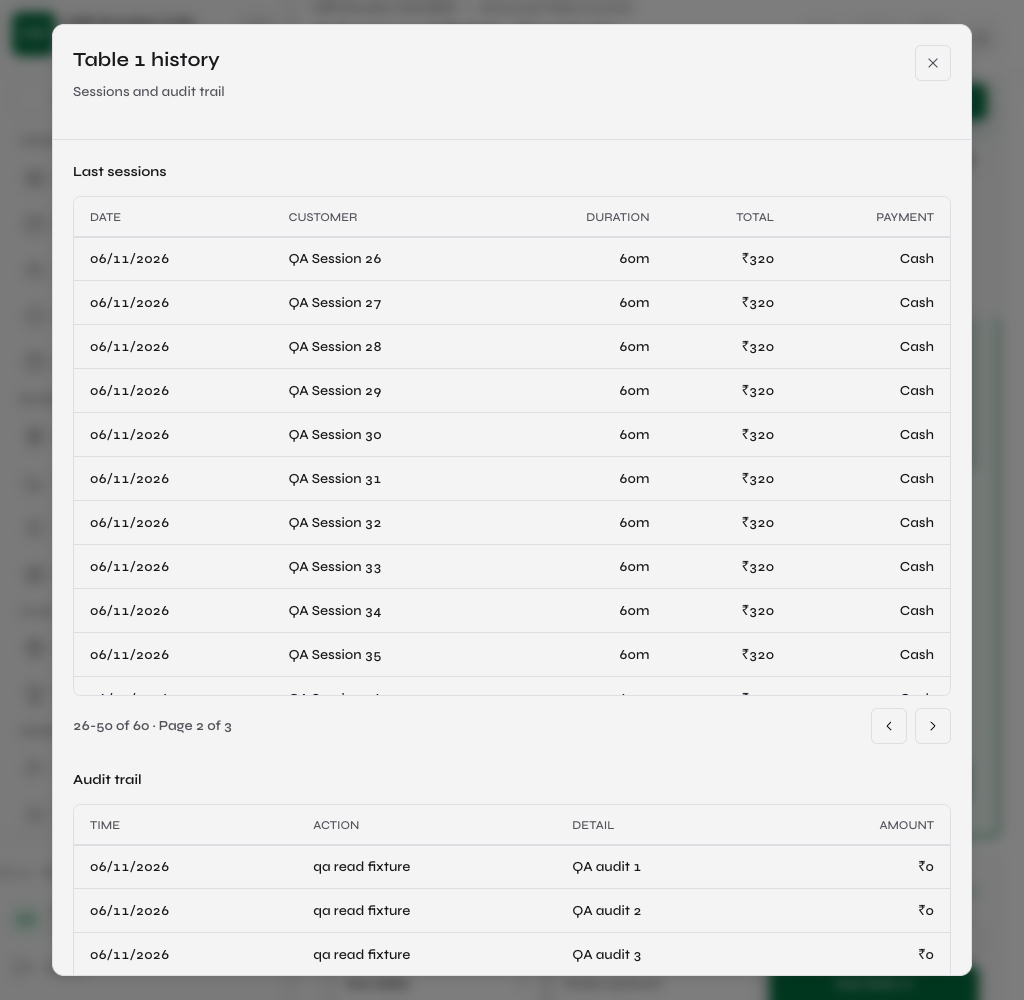 Table 1 history
Sessions and audit trail
Last sessions
DATE CUSTOMER DURATION TOTAL PAYMENT
06/11/2026 QA Session 26 60m ₹320 Cash
06/11/2026 QA Session 27 60m ₹320 Cash
06/11/2026 QA Session 28 60m ₹320 Cash
06/11/2026 QA Session 29 60m ₹320 Cash
06/11/2026 QA Session 30 60m ₹320 Cash
06/11/2026 QA Session 31 60m ₹320 Cash
06/11/2026 QA Session 32 60m ₹320 Cash
06/11/2026 QA Session 33 60m ₹320 Cash
06/11/2026 QA Session 34 60m ₹320 Cash
06/11/2026 QA Session 35 60m ₹320 Cash
26-50 of 60 · Page 2 of 3
Audit trail
TIME ACTION DETAIL AMOUNT
06/11/2026 qa read fixture QA audit 1 ₹0
06/11/2026 qa read fixture QA audit 2 ₹0
06/11/2026 qa read fixture QA audit 3 ₹0